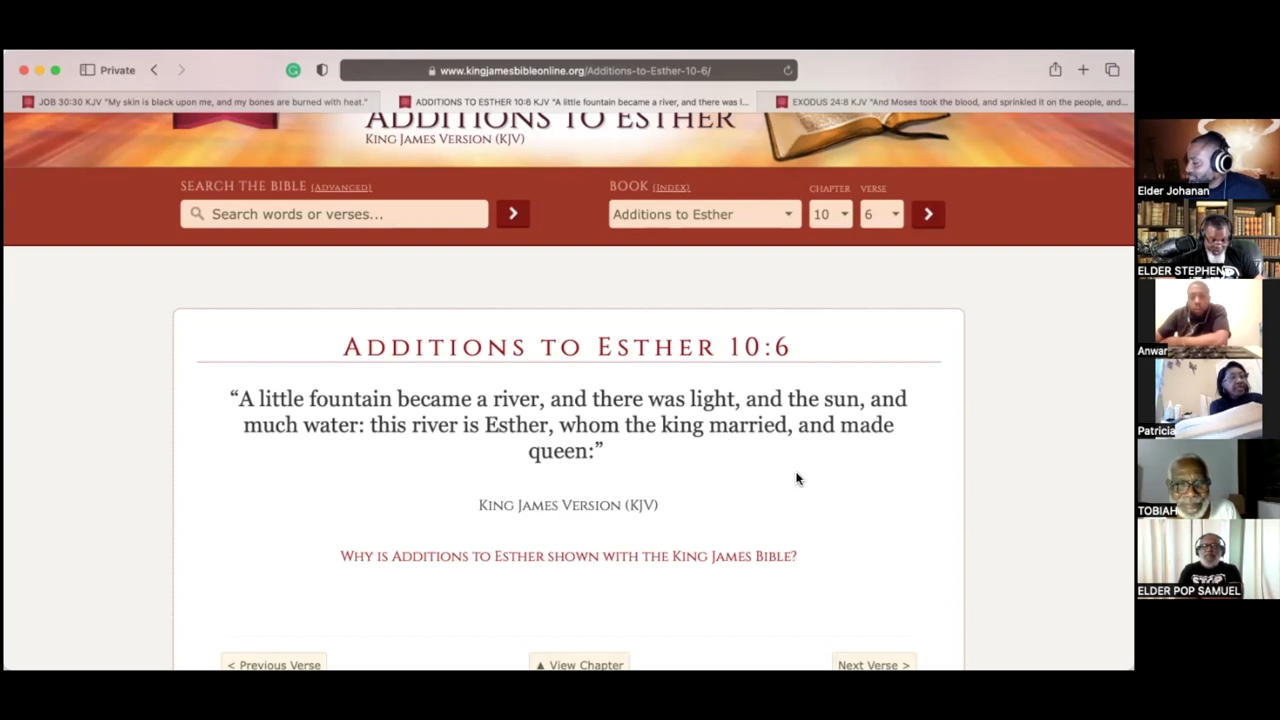 Private
www.kingjamesbibleonline.org/Additions-to-Esther-10-6/
JOB 30:30 KJV "My skin is black upon me, and my bones are burned with heat."
ADDITIONS TO ESTHER 10:6 KJV "A little fountain became a river, and there was l...
EXODUS 24:8 KJV "And Moses took the blood, and sprinkled it on the people, and...
ADDITIONS TO ESTHER
KING JAMES VERSION (KJV)
SEARCH THE BIBLE (ADVANCED)
BOOK (INDEX)
CHAPTER
VERSE
Search words or verses...
Additions to Esther
10
6
ADDITIONS TO ESTHER 10:6
“A little fountain became a river, and there was light, and the sun, and
much water: this river is Esther, whom the king married, and made
queen:”
KING JAMES VERSION (KJV)
WHY IS ADDITIONS TO ESTHER SHOWN WITH THE KING JAMES BIBLE?
< Previous Verse
▲ View Chapter
Next Verse >
Elder Johanan
ELDER STEPHEN
Anwar
Patricia
TOBIAH
ELDER POP SAMUEL